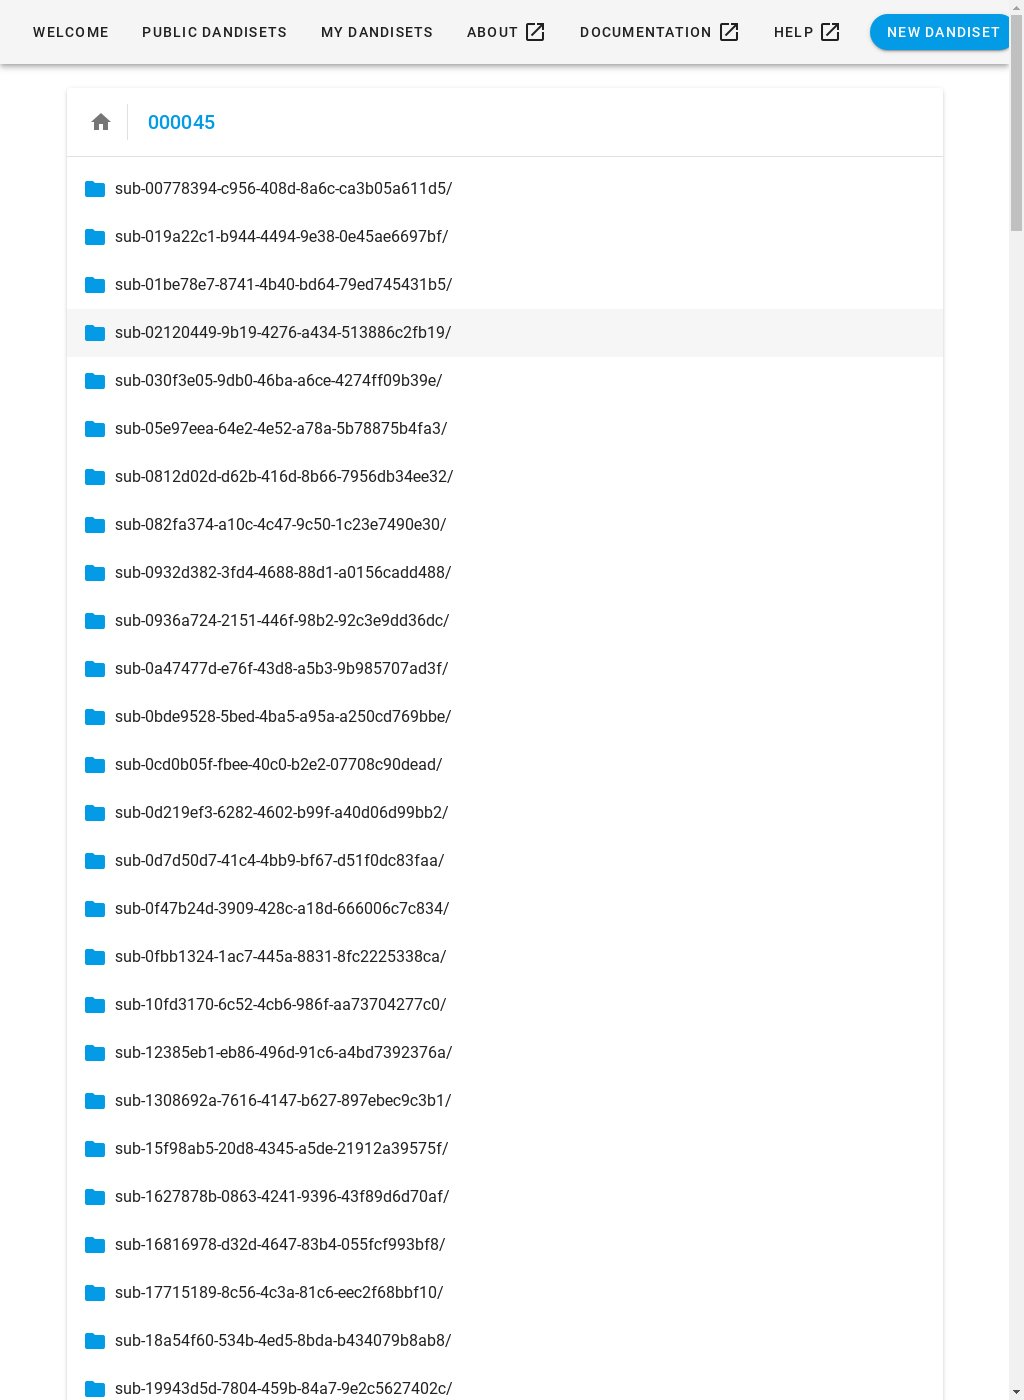 WELCOME PUBLIC DANDISETS MY DANDISETS ABOUT DOCUMENTATION HELP NEW DANDISET
000045
sub-00778394-c956-408d-8a6c-ca3b05a611d5/
sub-019a22c1-b944-4494-9e38-0e45ae6697bf/
sub-01be78e7-8741-4b40-bd64-79ed745431b5/
sub-02120449-9b19-4276-a434-513886c2fb19/
sub-030f3e05-9db0-46ba-a6ce-4274ff09b39e/
sub-05e97eea-64e2-4e52-a78a-5b78875b4fa3/
sub-0812d02d-d62b-416d-8b66-7956db34ee32/
sub-082fa374-a10c-4c47-9c50-1c23e7490e30/
sub-0932d382-3fd4-4688-88d1-a0156cadd488/
sub-0936a724-2151-446f-98b2-92c3e9dd36dc/
sub-0a47477d-e76f-43d8-a5b3-9b985707ad3f/
sub-0bde9528-5bed-4ba5-a95a-a250cd769bbe/
sub-0cd0b05f-fbee-40c0-b2e2-07708c90dead/
sub-0d219ef3-6282-4602-b99f-a40d06d99bb2/
sub-0d7d50d7-41c4-4bb9-bf67-d51f0dc83faa/
sub-0f47b24d-3909-428c-a18d-666006c7c834/
sub-0fbb1324-1ac7-445a-8831-8fc2225338ca/
sub-10fd3170-6c52-4cb6-986f-aa73704277c0/
sub-12385eb1-eb86-496d-91c6-a4bd7392376a/
sub-1308692a-7616-4147-b627-897ebec9c3b1/
sub-15f98ab5-20d8-4345-a5de-21912a39575f/
sub-1627878b-0863-4241-9396-43f89d6d70af/
sub-16816978-d32d-4647-83b4-055fcf993bf8/
sub-17715189-8c56-4c3a-81c6-eec2f68bbf10/
sub-18a54f60-534b-4ed5-8bda-b434079b8ab8/
sub-19943d5d-7804-459b-84a7-9e2c5627402c/